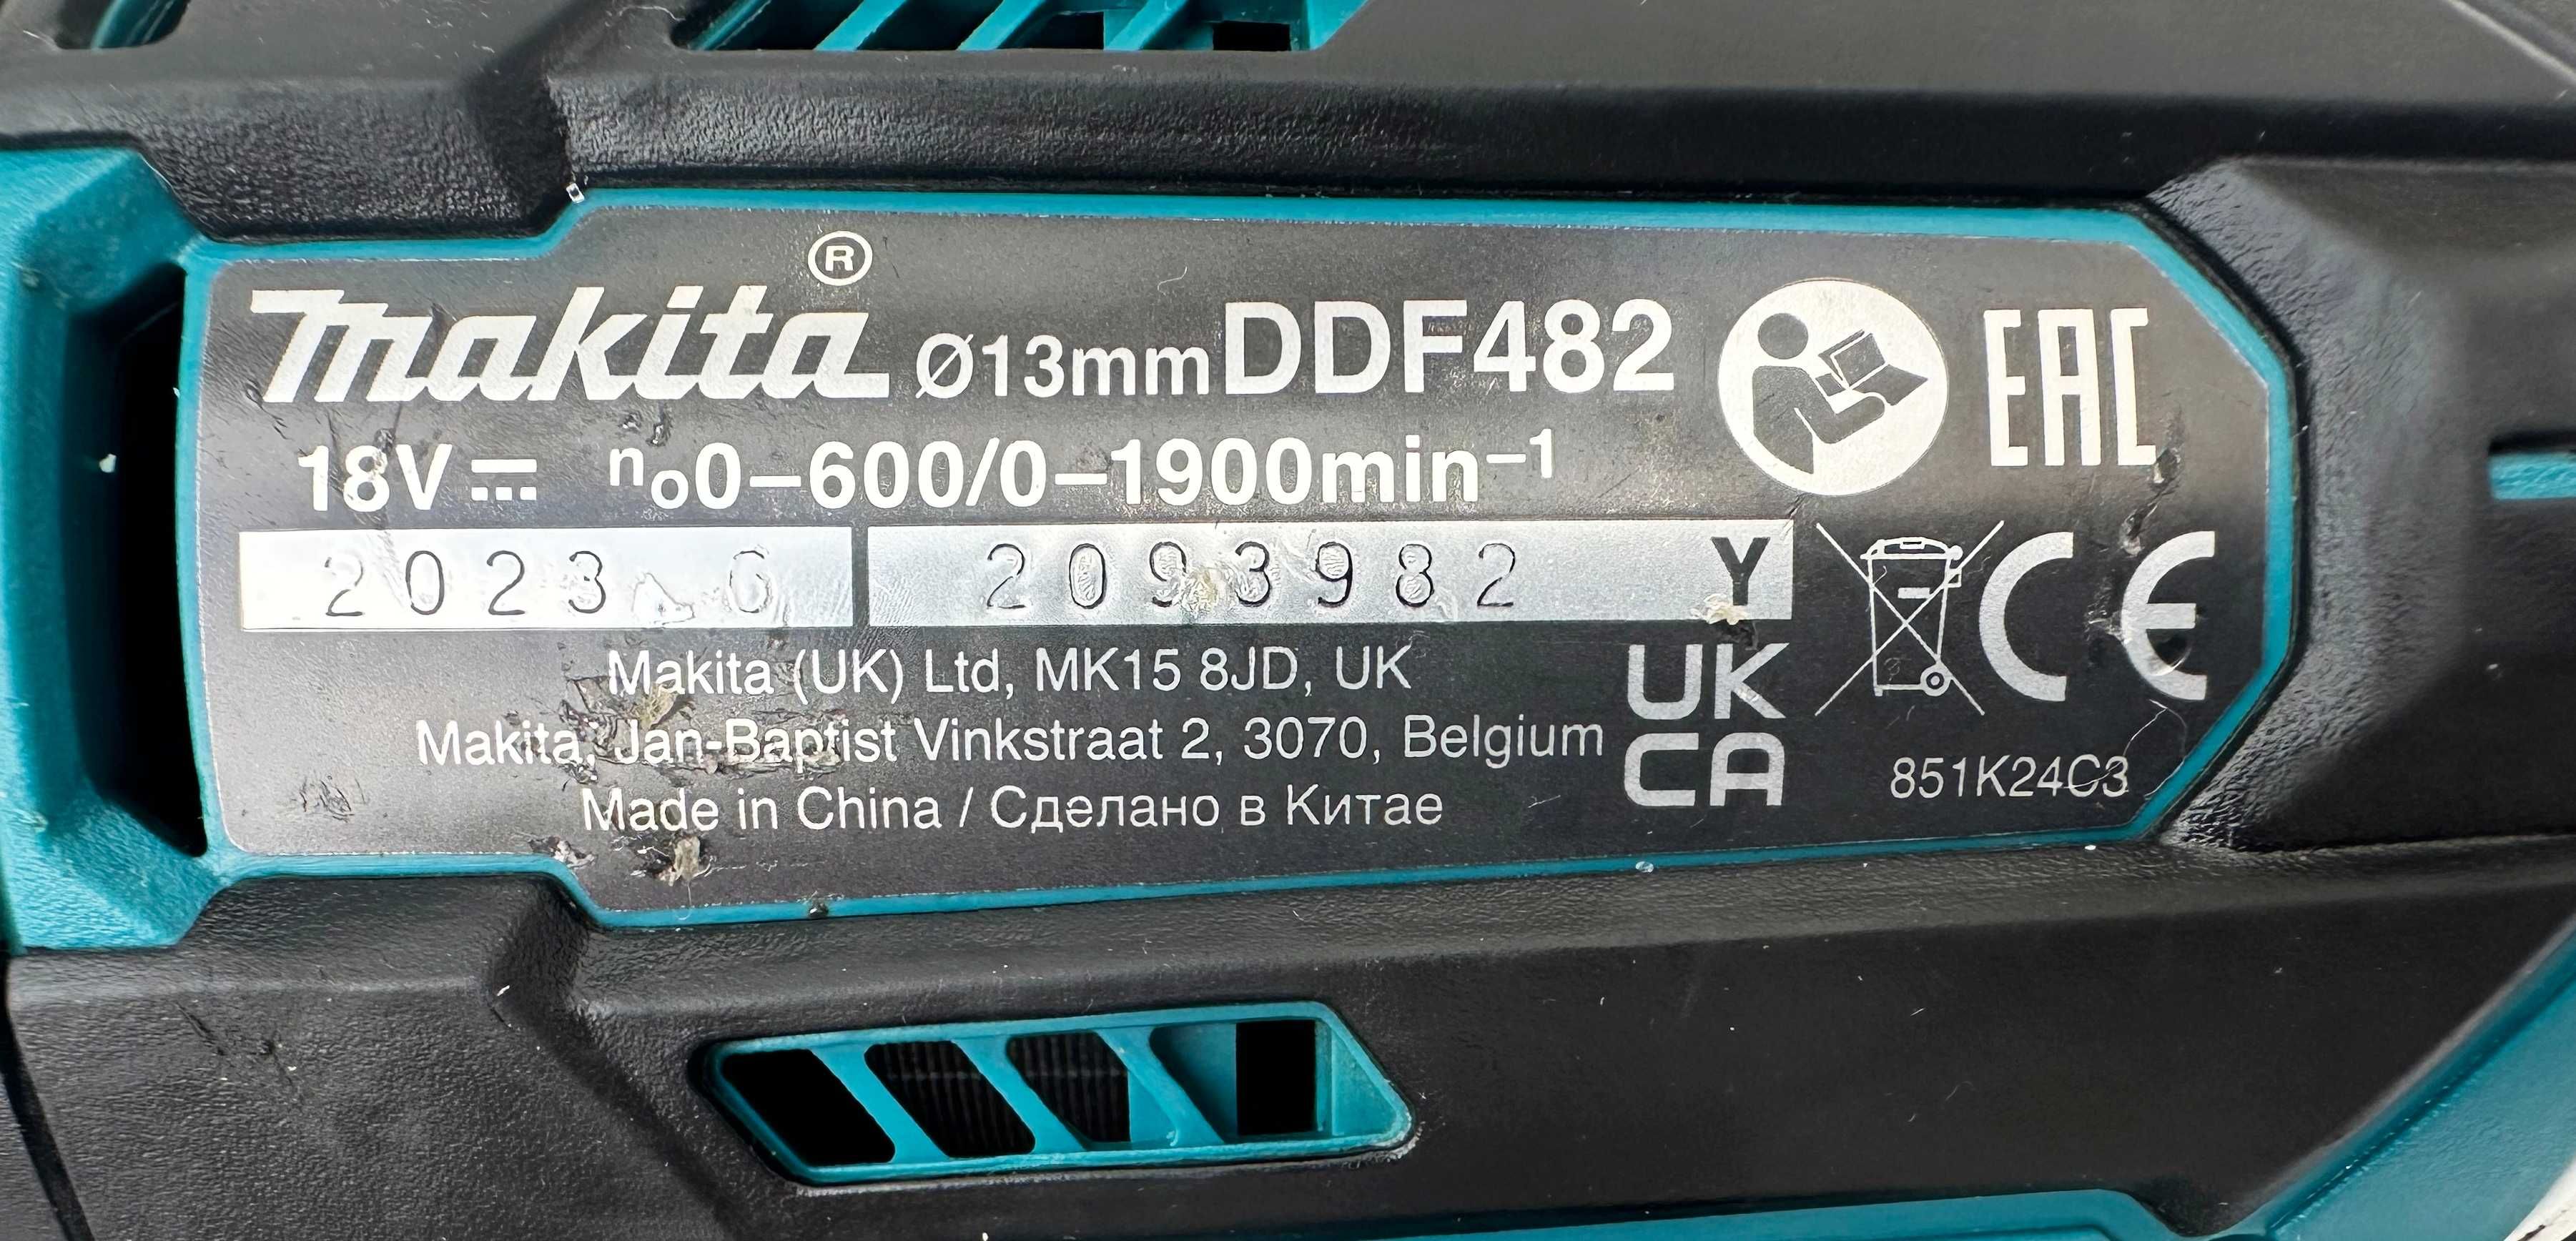 makita® Ø13mm DDF482
EAC
18V⎓ no0–600/0–1900min⁻¹
2023 6 2093982 Y
CE
Makita (UK) Ltd, MK15 8JD, UK
Makita, Jan-Baptist Vinkstraat 2, 3070, Belgium
Made in China / Сделано в Китае
UK
CA
851K24C3